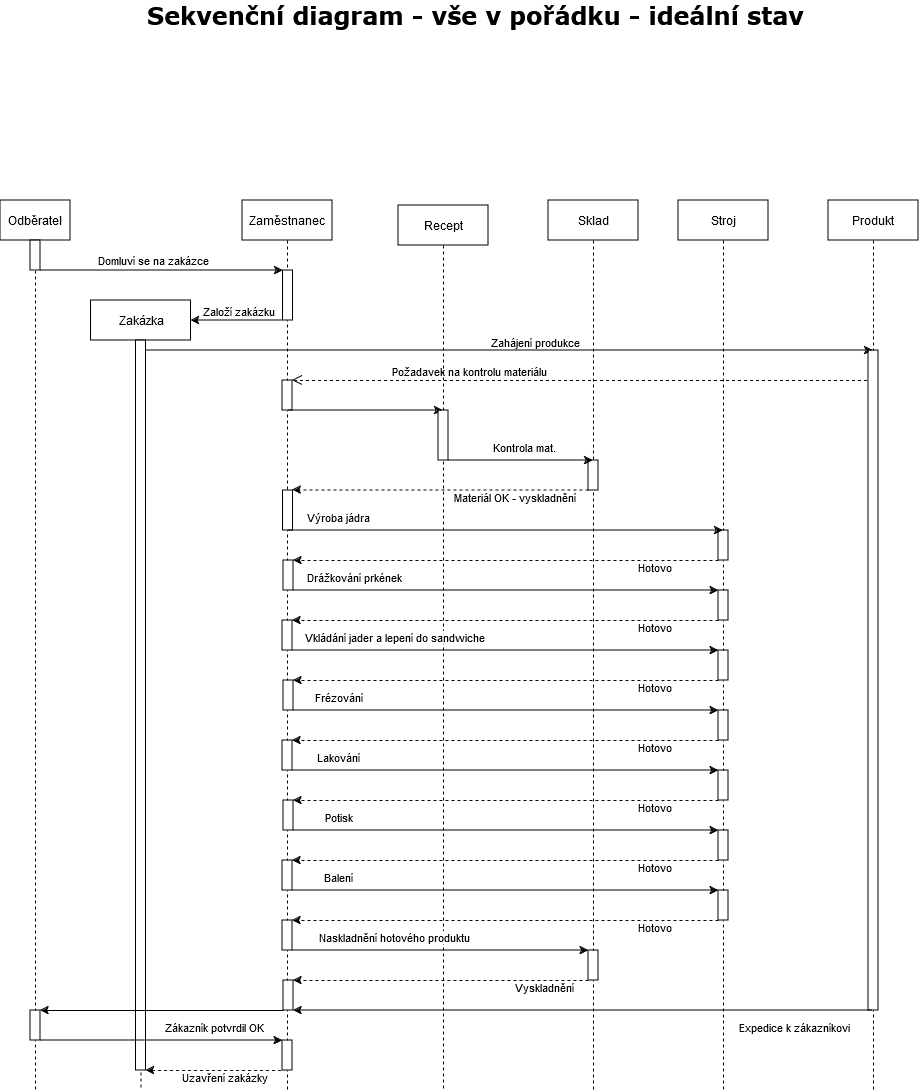 Sekvenční diagram - vše v pořádku - ideální stav
Odběratel
Zaměstnanec
Recept
Sklad
Stroj
Produkt
Domluví se na zakázce
Založí zakázku
Zakázka
Zahájení produkce
Požadavek na kontrolu materiálu
Kontrola mat.
Materiál OK - vyskladnění
Výroba jádra
Hotovo
Drážkování prkének
Hotovo
Vkládání jader a lepení do sandwiche
Hotovo
Frézování
Hotovo
Lakování
Hotovo
Potisk
Hotovo
Balení
Hotovo
Naskladnění hotového produktu
Vyskladnění
Zákazník potvrdil OK
Expedice k zákazníkovi
Uzavření zakázky